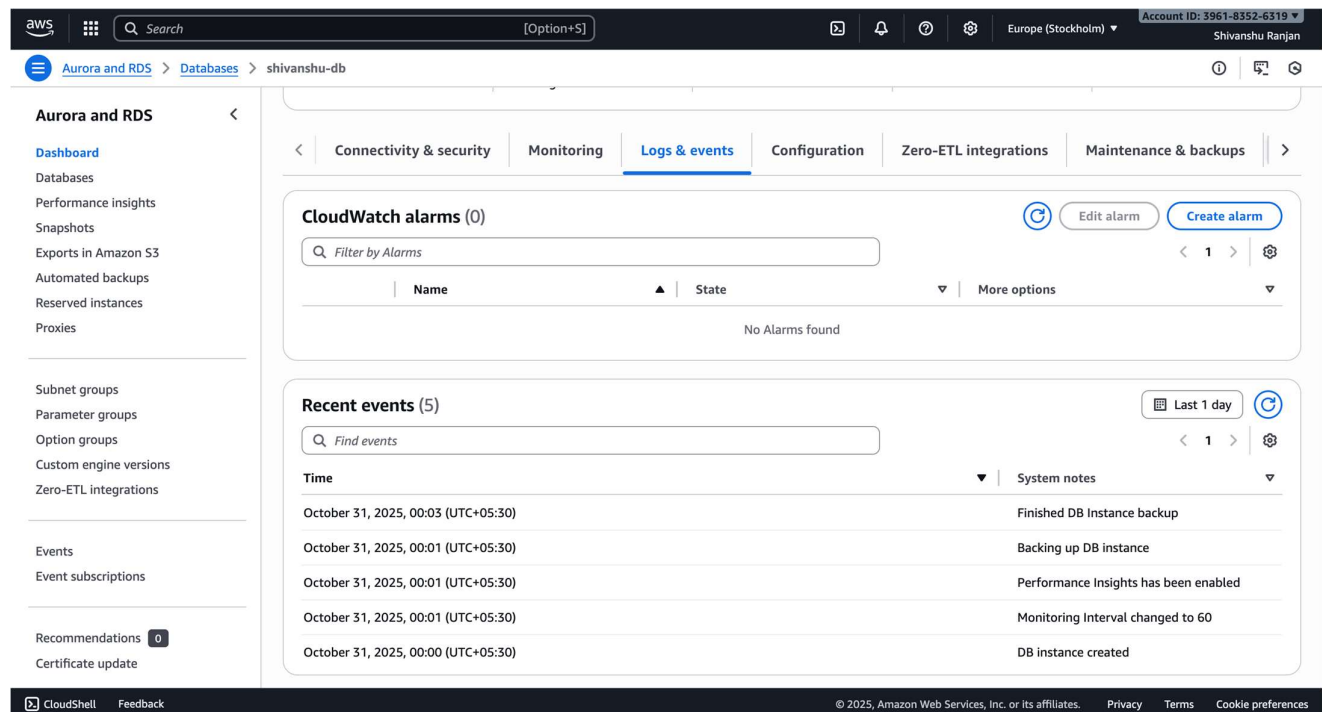 aws
Search [Option+S]
Europe (Stockholm) ▼
Account ID: 3961-8352-6319 ▼
Shivanshu Ranjan
Aurora and RDS > Databases > shivanshu-db
Aurora and RDS
Dashboard
Databases
Performance insights
Snapshots
Exports in Amazon S3
Automated backups
Reserved instances
Proxies
Subnet groups
Parameter groups
Option groups
Custom engine versions
Zero-ETL integrations
Events
Event subscriptions
Recommendations 0
Certificate update
Connectivity & security Monitoring Logs & events Configuration Zero-ETL integrations Maintenance & backups
CloudWatch alarms (0)
Edit alarm Create alarm
Filter by Alarms
1
Name State More options
No Alarms found
Recent events (5)
Last 1 day
Find events
1
Time System notes
October 31, 2025, 00:03 (UTC+05:30) Finished DB Instance backup
October 31, 2025, 00:01 (UTC+05:30) Backing up DB instance
October 31, 2025, 00:01 (UTC+05:30) Performance Insights has been enabled
October 31, 2025, 00:01 (UTC+05:30) Monitoring Interval changed to 60
October 31, 2025, 00:00 (UTC+05:30) DB instance created
CloudShell Feedback © 2025, Amazon Web Services, Inc. or its affiliates. Privacy Terms Cookie preferences